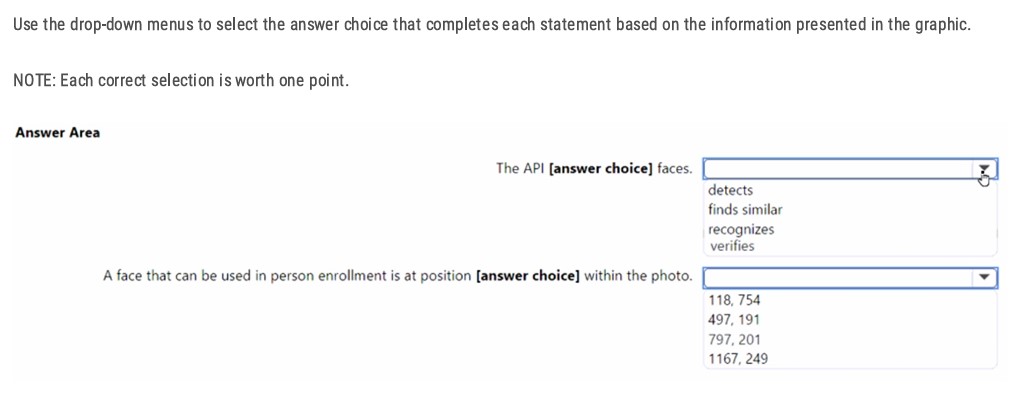 Use the drop-down menus to select the answer choice that completes each statement based on the information presented in the graphic.
NOTE: Each correct selection is worth one point.
Answer Area
The API [answer choice] faces.
detects
finds similar
recognizes
verifies
A face that can be used in person enrollment is at position [answer choice] within the photo.
118, 754
497, 191
797, 201
1167, 249